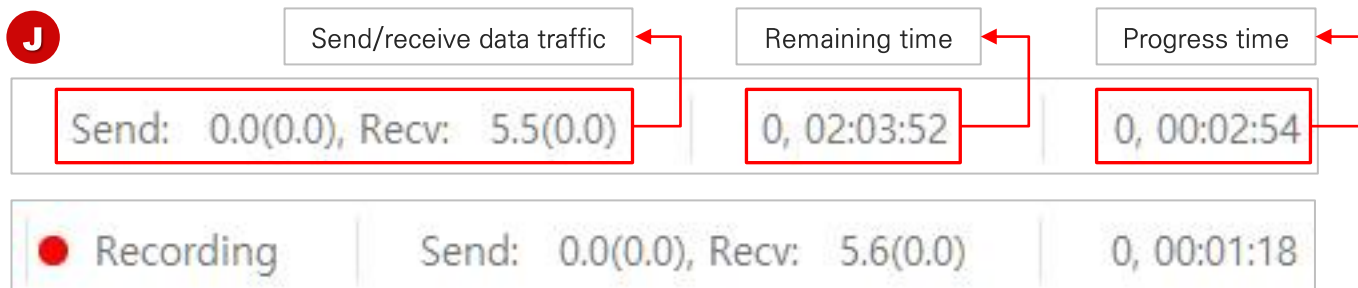 J
Send/receive data traffic Remaining time Progress time
Send: 0.0(0.0), Recv: 5.5(0.0) 0, 02:03:52 0, 00:02:54
Recording Send: 0.0(0.0), Recv: 5.6(0.0) 0, 00:01:18